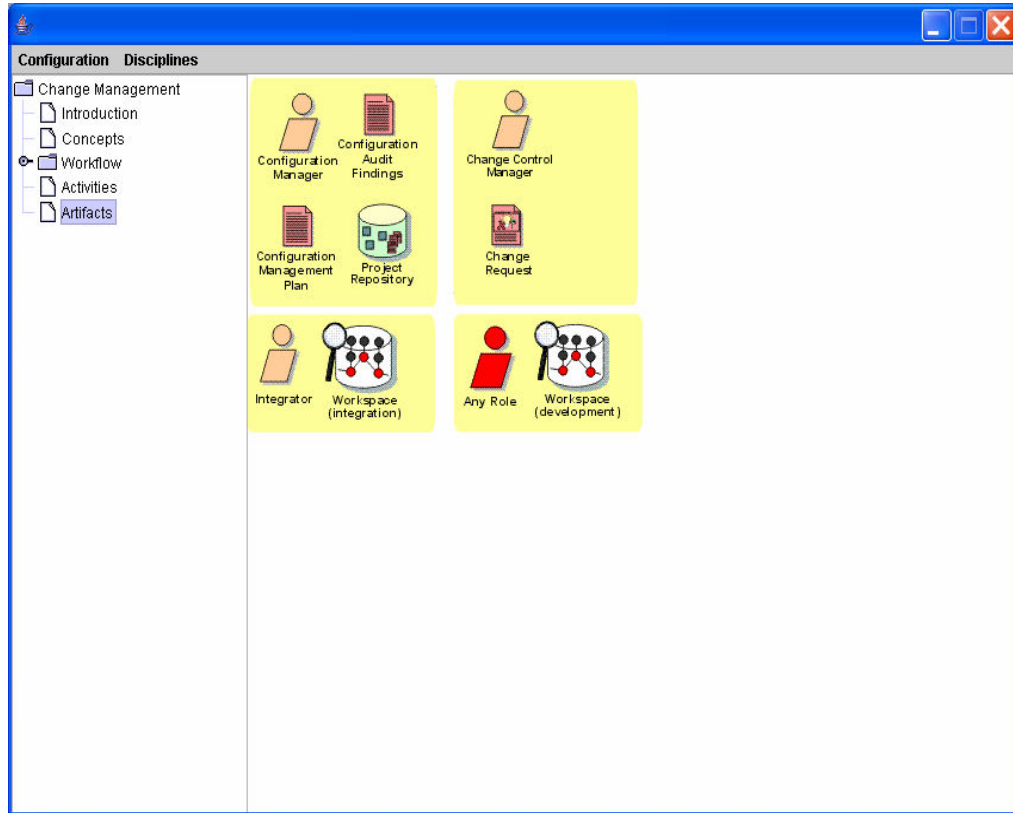 Configuration Disciplines
Change Management
Introduction
Concepts
Workflow
Activities
Artifacts
Configuration
Manager
Configuration
Audit
Findings
Configuration
Management
Plan
Project
Repository
Change Control
Manager
Change
Request
Integrator
Workspace
(integration)
Any Role
Workspace
(development)